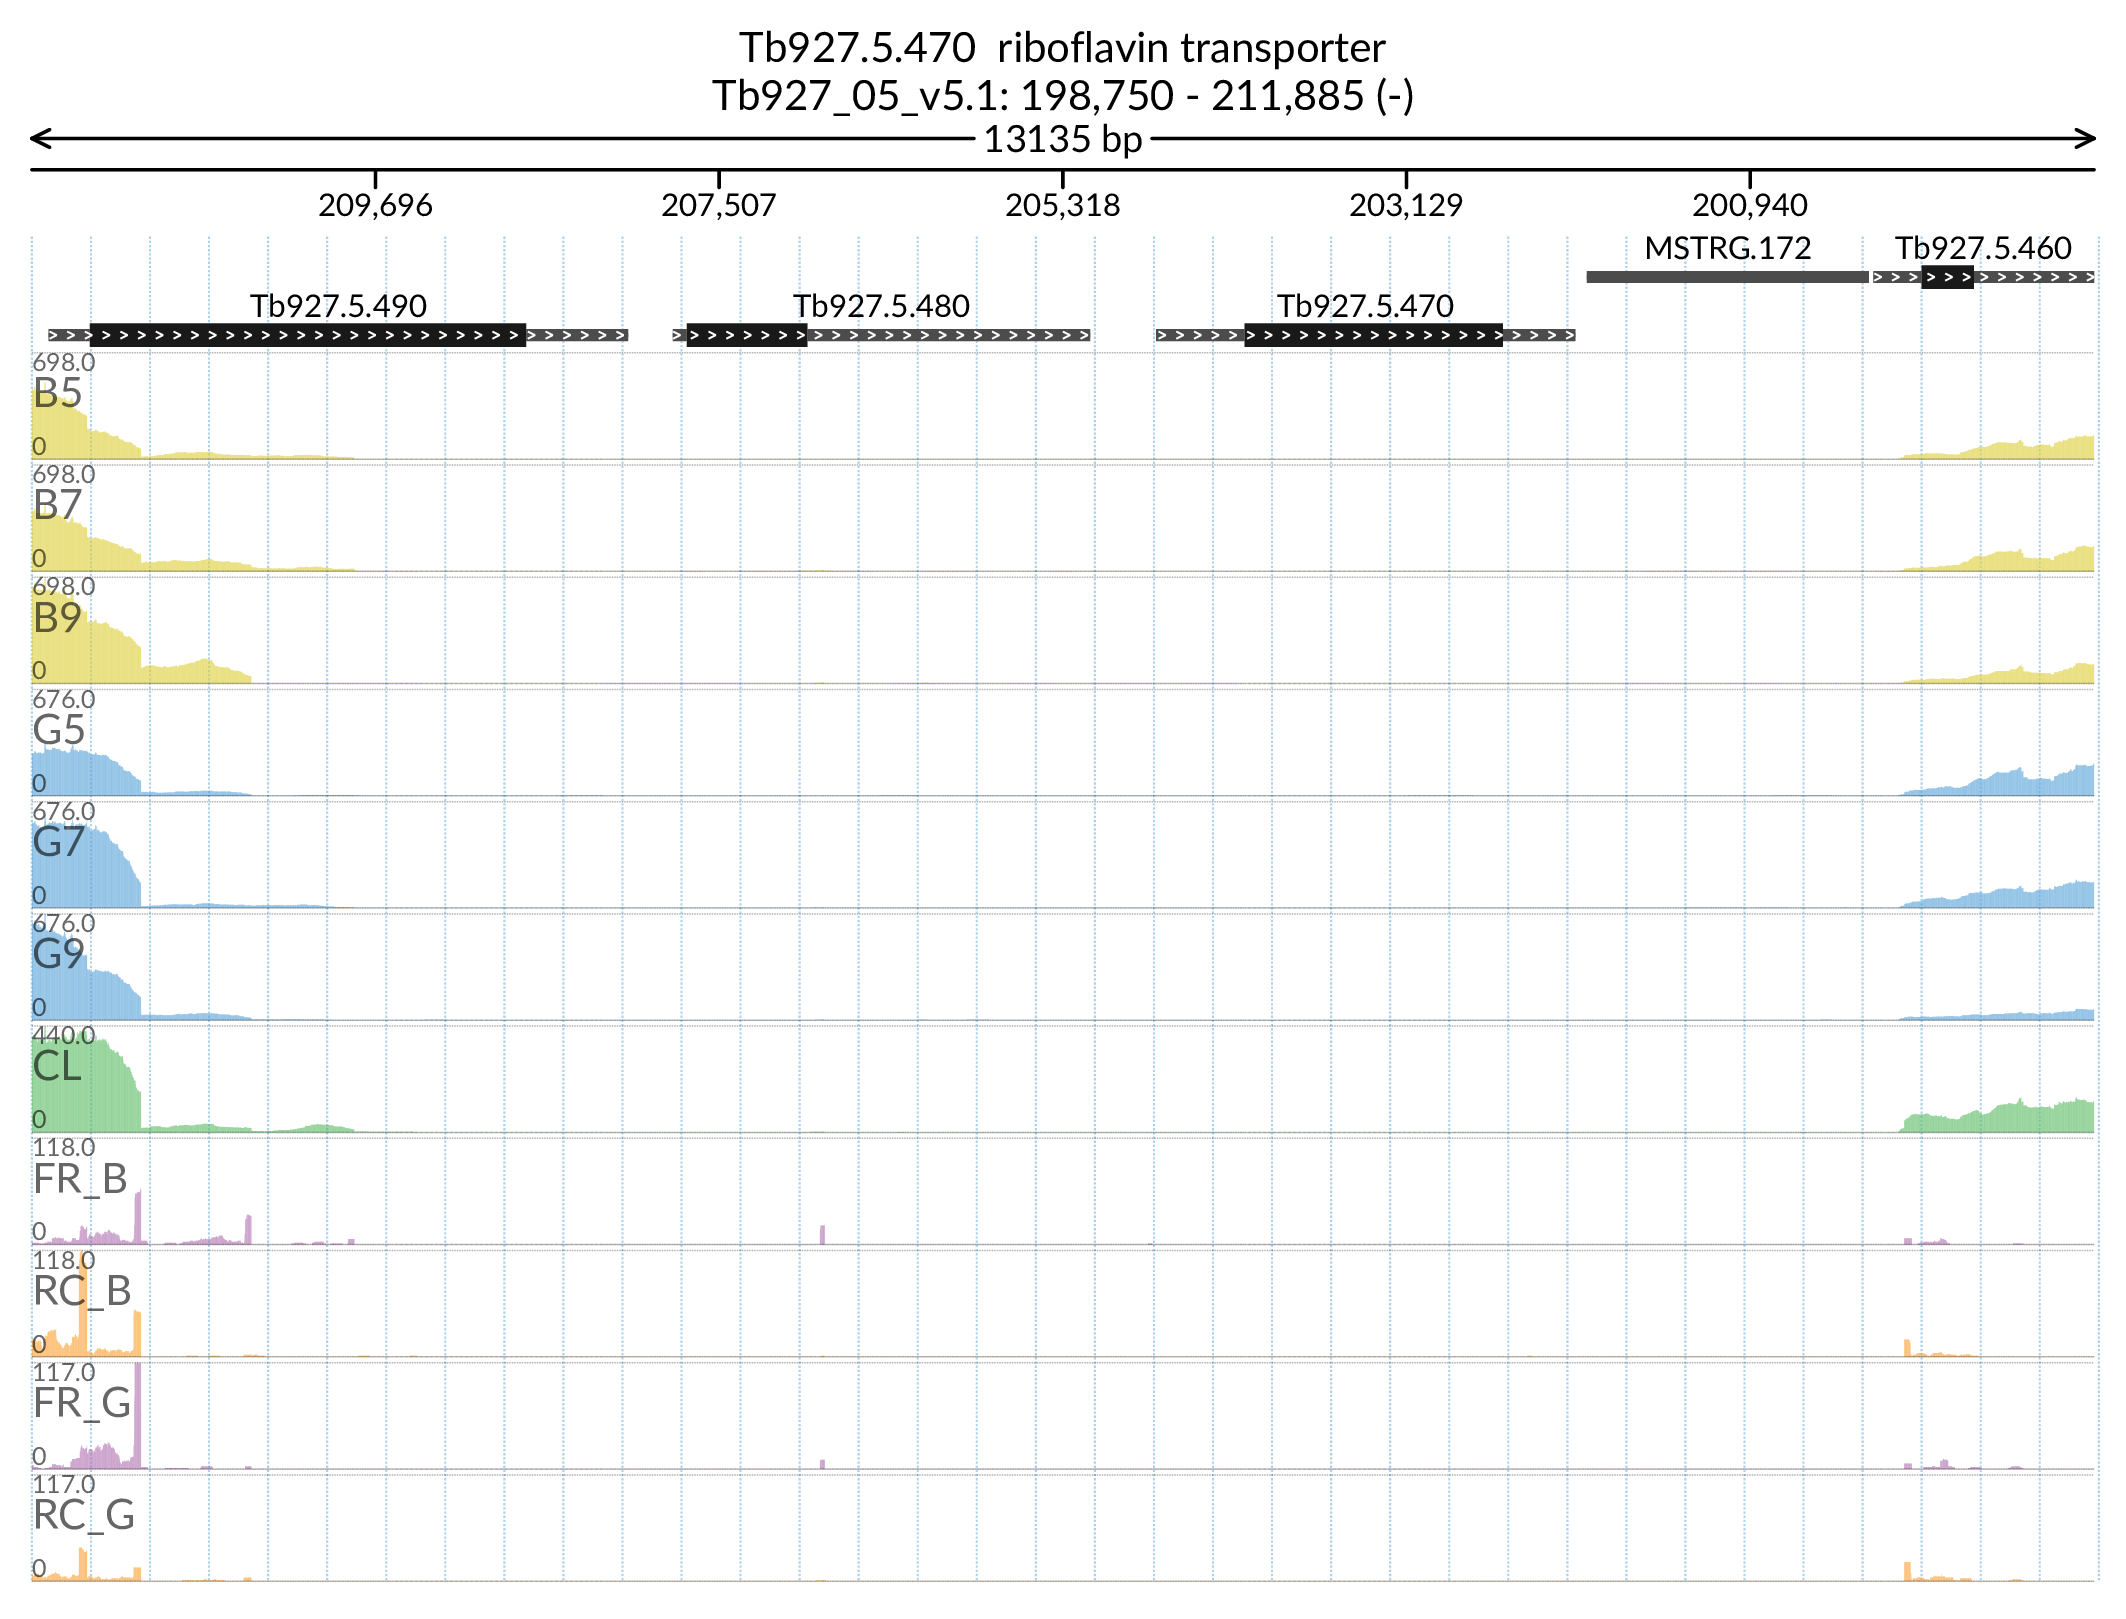 Tb927.5.470  riboflavin transporter
Tb927_05_v5.1: 198,750 - 211,885 (-)
13135 bp
209,696 207,507 205,318 203,129 200,940
MSTRG.172 Tb927.5.460
Tb927.5.490 Tb927.5.480 Tb927.5.470
698.0
B5
0
698.0
B7
0
698.0
B9
0
676.0
G5
0
676.0
G7
0
676.0
G9
0
440.0
CL
0
118.0
FR_B
0
118.0
RC_B
0
117.0
FR_G
0
117.0
RC_G
0